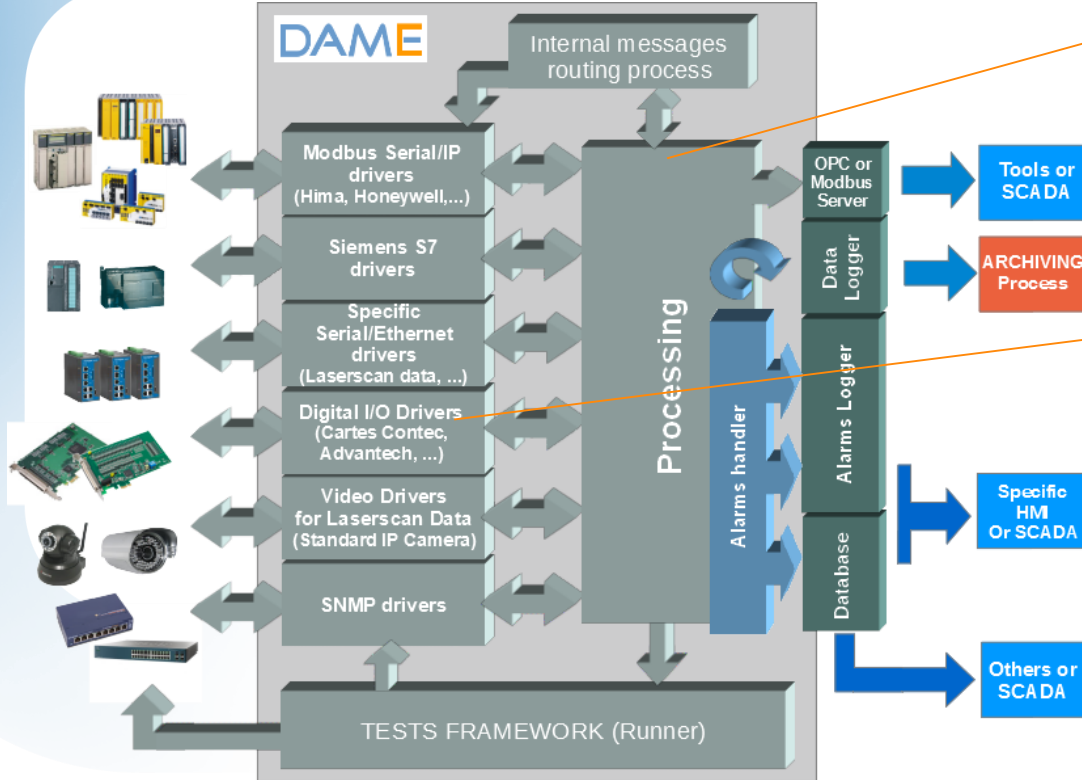 DAME
Internal messages
routing process
Modbus Serial/IP
drivers
(Hima, Honeywell,...)
Siemens S7
drivers
Specific
Serial/Ethernet
drivers
(Laserscan data, ...)
Digital I/O Drivers
(Cartes Contec,
Advantech, ...)
Video Drivers
for Laserscan Data
(Standard IP Camera)
SNMP drivers
Processing
Alarms handler
OPC or
Modbus
Server
Data
Logger
Alarms Logger
Database
Tools or
SCADA
ARCHIVING
Process
Specific
HMI
Or SCADA
Others or
SCADA
TESTS FRAMEWORK (Runner)